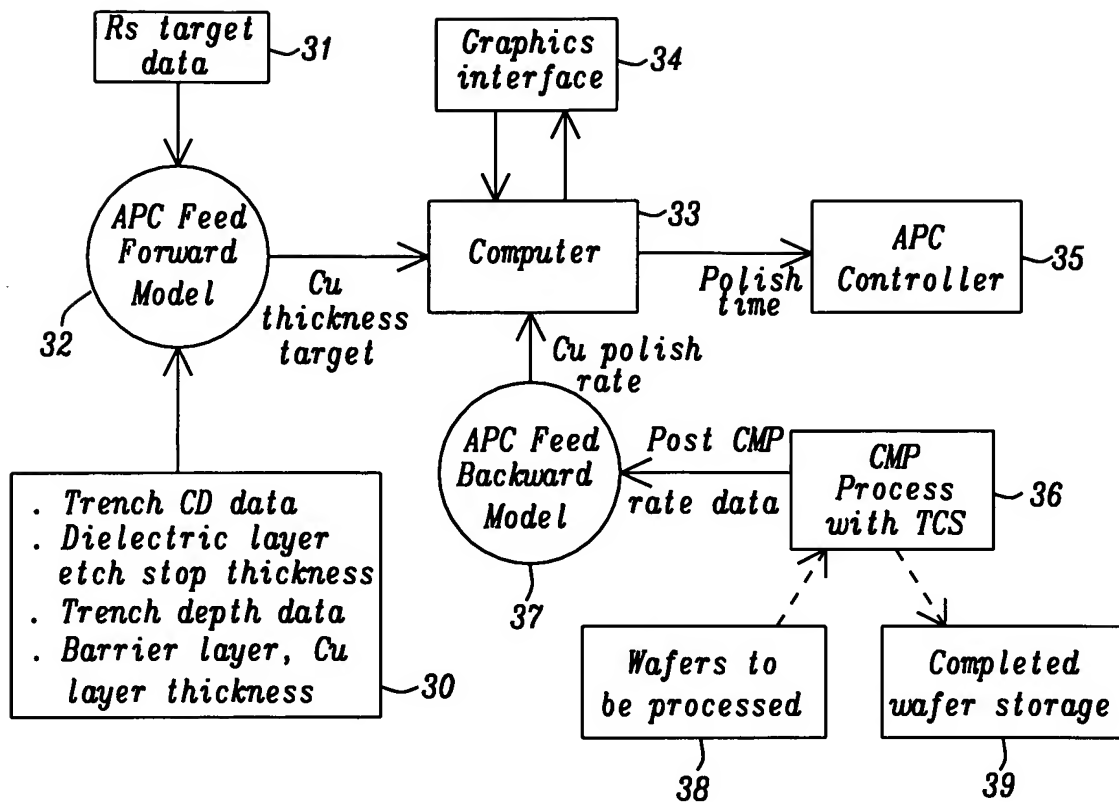 Rs target
data
31
Graphics
interface
34
APC Feed
Forward
Model
32
Cu
thickness
target
Computer
33
Polish
time
APC
Controller
35
Cu polish
rate
APC Feed
Backward
Model
37
Post CMP
rate data
CMP
Process
with TCS
36
. Trench CD data
. Dielectric layer
etch stop thickness
. Trench depth data
. Barrier layer, Cu
layer thickness
30
Wafers to
be processed
38
Completed
wafer storage
39